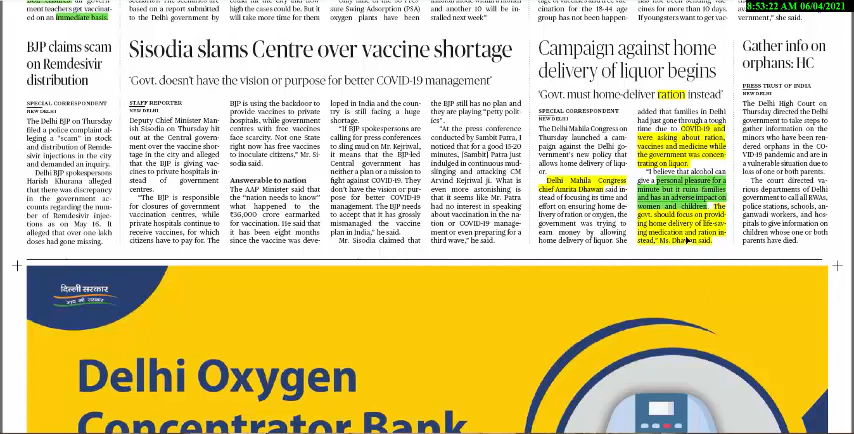 immediate basis.
8:53:22 AM 06/04/2021
BJP claims scam
on Remdesivir
distribution
SPECIAL CORRESPONDENT
NEW DELHI
The Delhi BJP on Thursday
filed a police complaint al-
leging a "scam" in stock
and distribution of Remde-
sivir injections in the city
and demanded an inquiry.
Delhi BJP spokespersons
Harish Khurana alleged
that there was discrepancy
in the government ac-
counts regarding the num-
ber of Remdesivir injec-
tions as on May 16. It
alleged that over one lakh
doses had gone missing.
Sisodia slams Centre over vaccine shortage
'Govt. doesn't have the vision or purpose for better COVID-19 management'
STAFF REPORTER
NEW DELHI
Deputy Chief Minister Man-
ish Sisodia on Thursday hit
out at the Central govern-
ment over the vaccine shor-
tage in the city and alleged
that the BJP is giving vac-
cines to private hospitals in-
stead of government
centres.
"The BJP is responsible
for closures of government
vaccination centres, while
private hospitals continue to
receive vaccines, for which
citizens have to pay for. The
BJP is using the backdoor to
provide vaccines to private
hospitals, while government
centres with free vaccines
face scarcity. Not one State
right now has free vaccines
to inoculate citizens," Mr. Si-
sodia said.
Answerable to nation
The AAP Minister said that
the "nation needs to know"
what happened to the
₹36,000 crore earmarked
for vaccination. He said that
it has been eight months
since the vaccine was deve-
loped in India and the coun-
try is still facing a huge
shortage.
"If BJP spokespersons are
calling for press conferences
to sling mud on Mr. Kejriwal,
it means that the BJP-led
Central government has
neither a plan or a mission to
fight against COVID-19. They
don't have the vision or pur-
pose for better COVID-19
management. The BJP needs
to accept that it has grossly
mismanaged the vaccine
plan in India," he said.
Mr. Sisodia claimed that
the BJP still has no plan and
they are playing "petty polit-
ics".
"At the press conference
conducted by Sambit Patra, I
noticed that for a good 15-20
minutes, [Sambit] Patra just
indulged in continuous mud-
slinging and attacking CM
Arvind Kejriwal ji. What is
even more astonishing is
that it seems like Mr. Patra
had no interest in speaking
about vaccination in the na-
tion or COVID-19 manage-
ment or even preparing for a
third wave," he said.
Campaign against home
delivery of liquor begins
'Govt. must home-deliver ration instead'
SPECIAL CORRESPONDENT
NEW DELHI
The Delhi Mahila Congress on
Thursday launched a cam-
paign against the Delhi go-
vernment's new policy that
allows home delivery of liqu-
or.
Delhi Mahila Congress
chief Amrita Dhawan said in-
stead of focusing its time and
effort on ensuring home de-
livery of ration or oxygen, the
government was trying to
earn money by allowing
home delivery of liquor. She
added that families in Delhi
had just gone through a tough
time due to COVID-19 and
were asking about ration,
vaccines and medicine while
the government was concen-
trating on liquor.
"I believe that alcohol can
give a personal pleasure for a
minute but it ruins families
and has an adverse impact on
women and children. The
govt. should focus on provid-
ing home delivery of life-sav-
ing medication and ration in-
stead," Ms. Dhawan said.
Gather info on
orphans: HC
PRESS TRUST OF INDIA
NEW DELHI
The Delhi High Court on
Thursday directed the Delhi
government to take steps to
gather information on the
minors who have been ren-
dered orphans in the CO-
VID-19 pandemic and are in
a vulnerable situation due to
loss of one or both parents.
The court directed va-
rious departments of Delhi
government to call all RWAs,
police stations, schools, an-
ganwadi workers, and hos-
pitals to give information on
children whose one or both
parents have died.
दिल्ली सरकार
आप की सरकार
Delhi Oxygen
Concentrator Bank